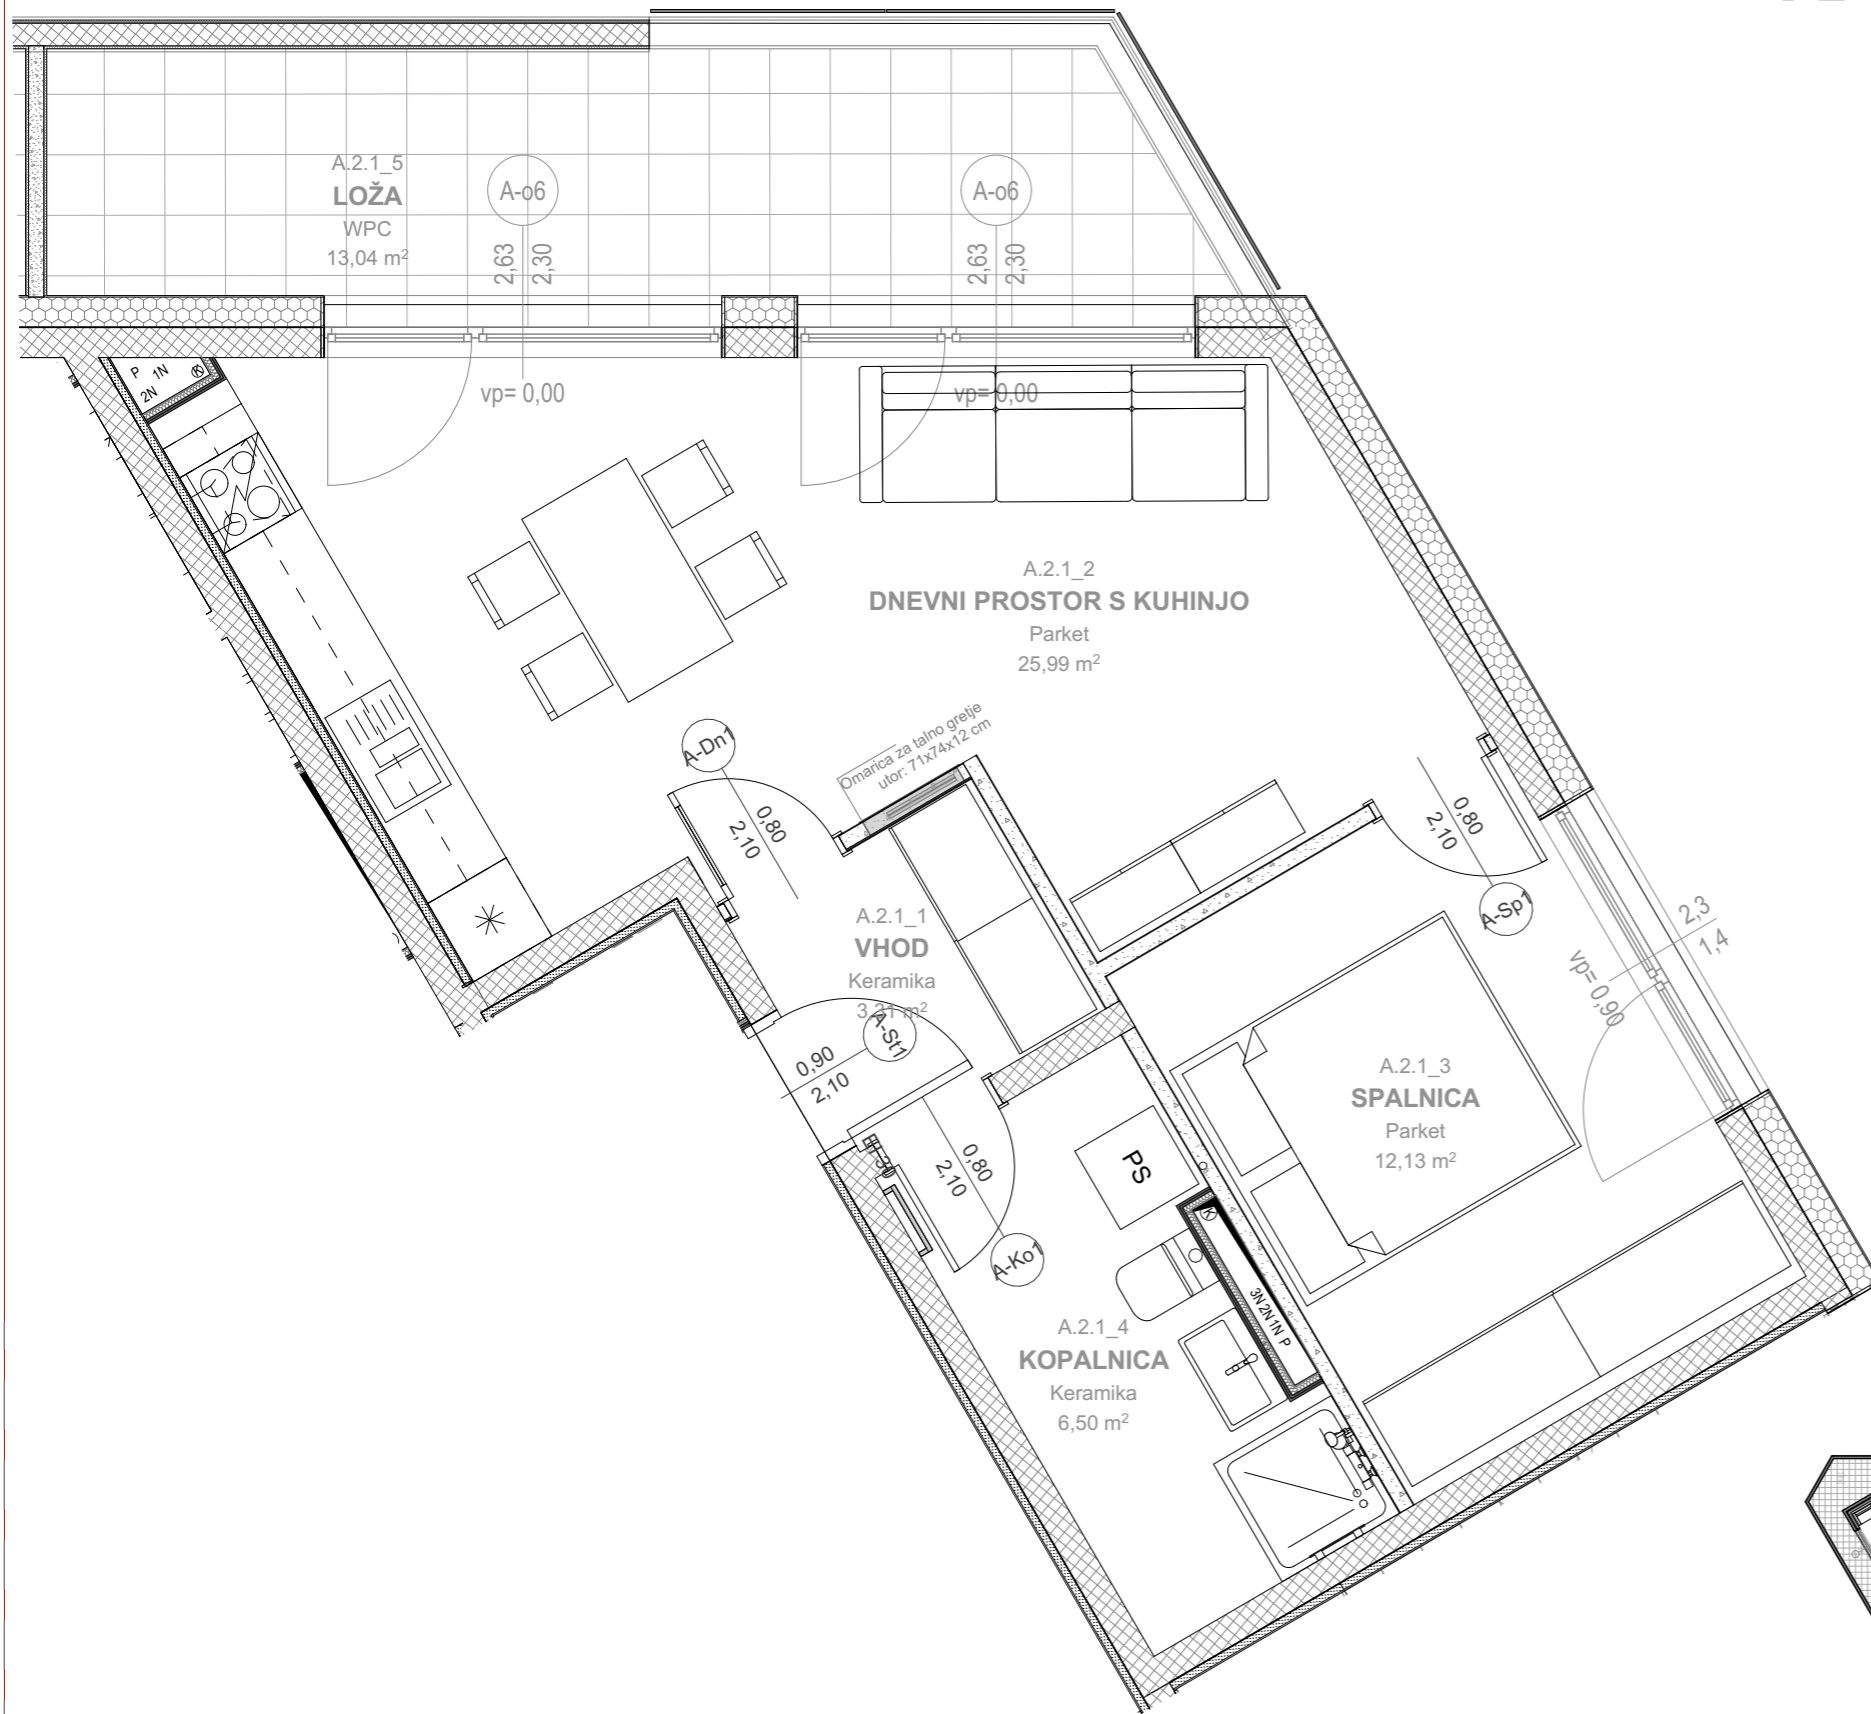 A.2.1_5
LOŽA
WPC
13,04 m²
A-o6
2,63
2,30
vp= 0,00
A-o6
2,63
2,30
vp= 0,00
P 1N K
2N
A.2.1_2
DNEVNI PROSTOR S KUHINJO
Parket
25,99 m²
Omarica za talno gretje
utor: 71x74x12 cm
A-Dn1
0,80
2,10
0,80
2,10
A-Sp1
2,3
1,4
vp= 0,90
A.2.1_1
VHOD
Keramika
A-St1
0,90
2,10
A.2.1_3
SPALNICA
Parket
12,13 m²
PS
0,80
2,10
A-Ko1
K
3N 2N 1N P
A.2.1_4
KOPALNICA
Keramika
6,50 m²